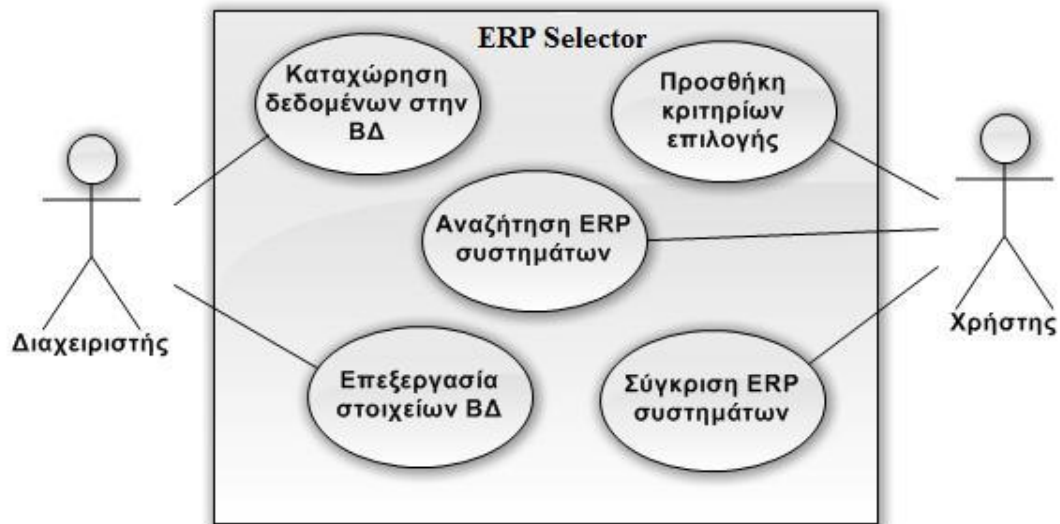 ERP Selector
Καταχώρηση
δεδομένων στην
ΒΔ
Προσθήκη
κριτηρίων
επιλογής
Αναζήτηση ERP
συστημάτων
Διαχειριστής
Χρήστης
Επεξεργασία
στοιχείων ΒΔ
Σύγκριση ERP
συστημάτων